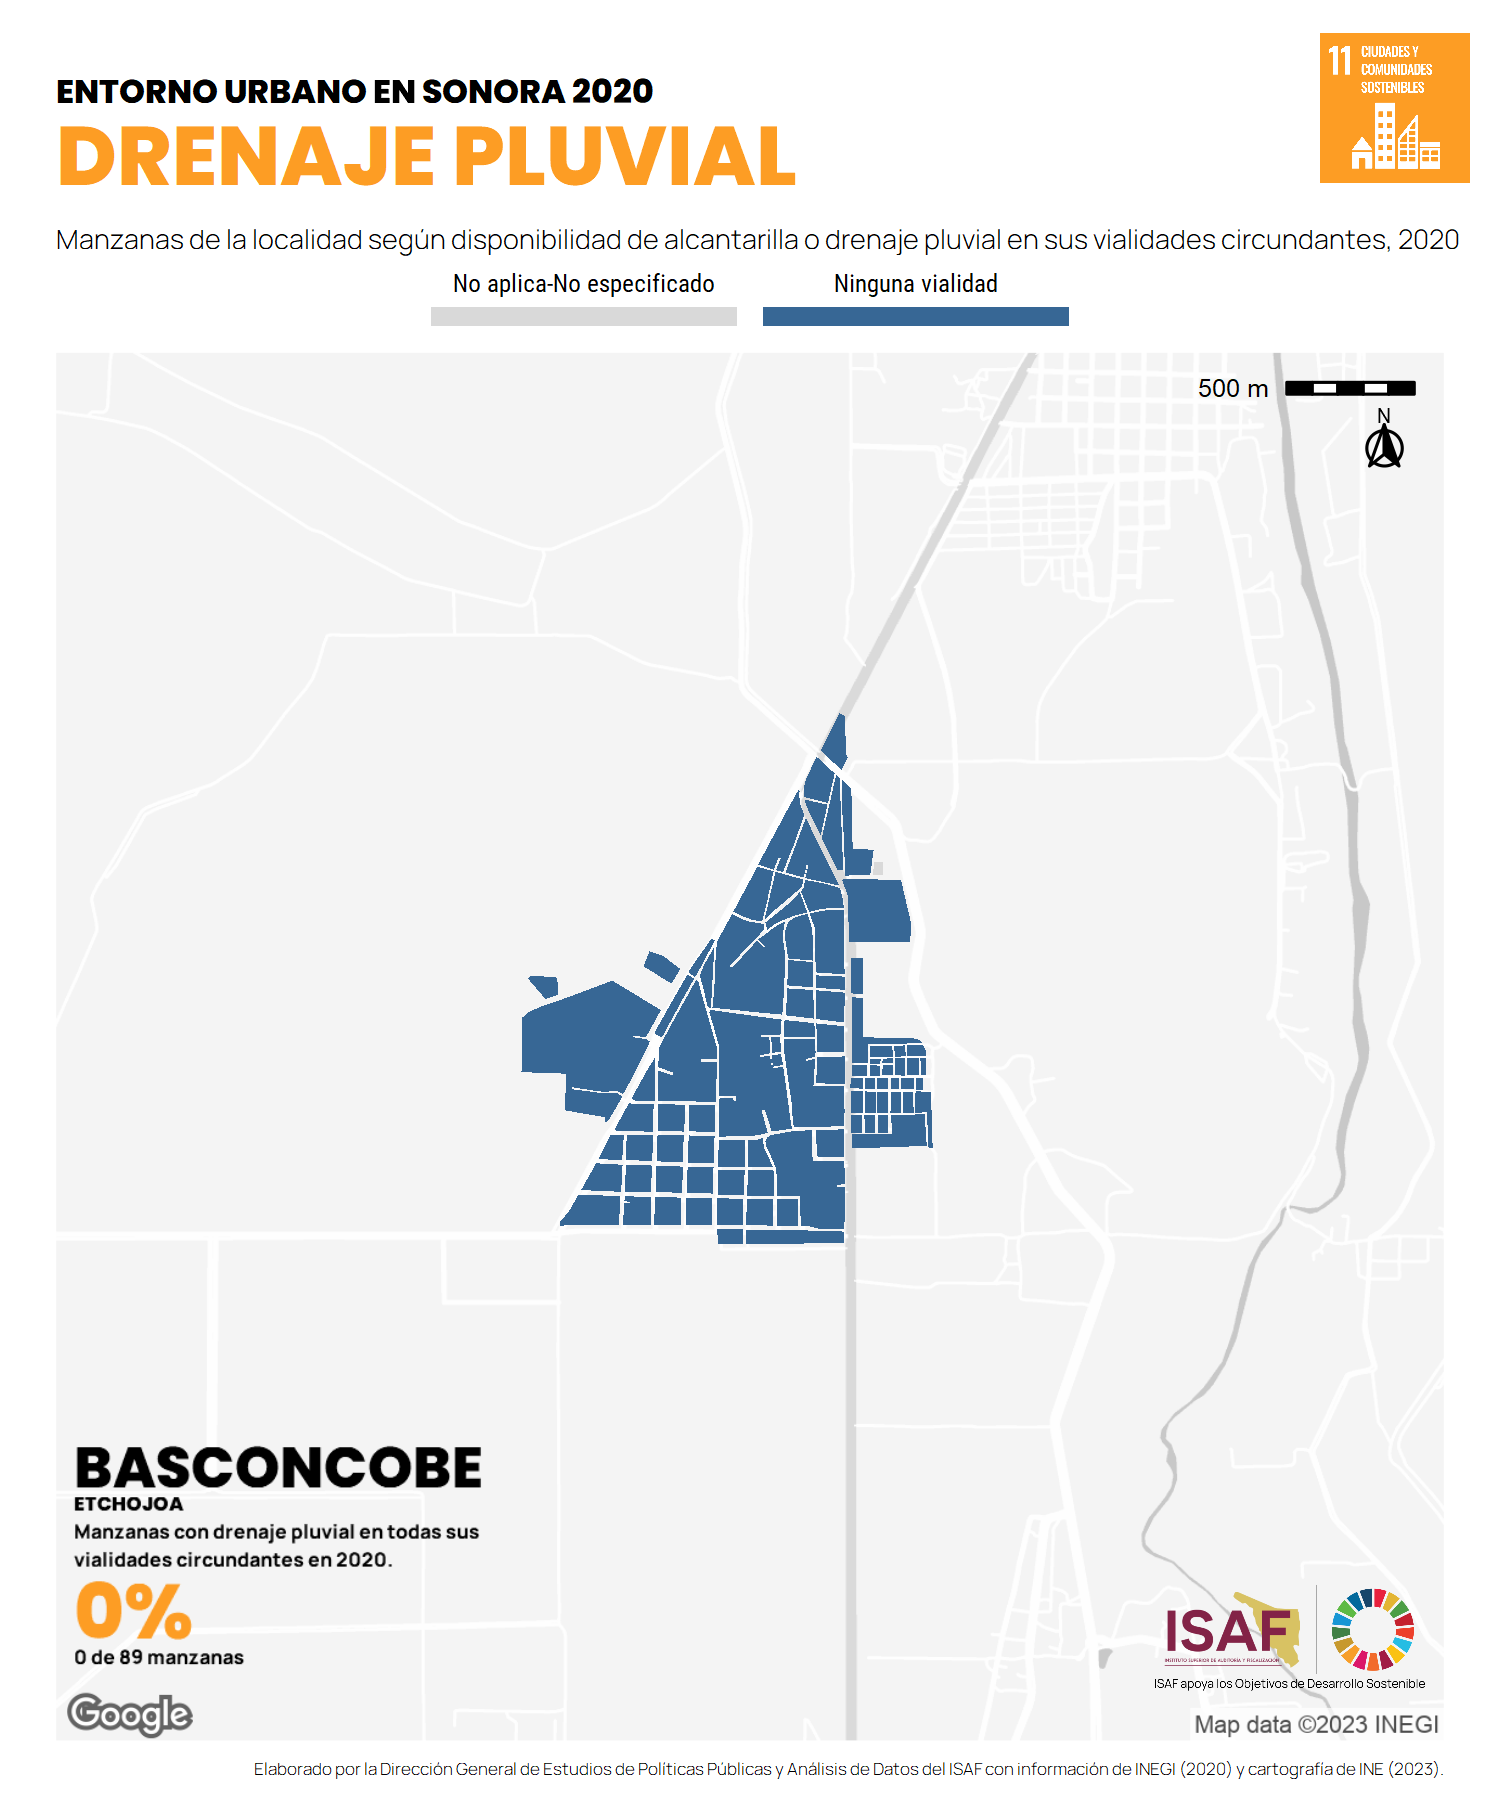 ENTORNO URBANO EN SONORA 2020
DRENAJE PLUVIAL
11 CIUDADES Y
COMUNIDADES
SOSTENIBLES
Manzanas de la localidad según disponibilidad de alcantarilla o drenaje pluvial en sus vialidades circundantes, 2020
No aplica-No especificado
Ninguna vialidad
500 m
N
BASCONCOBE
ETCHOJOA
Manzanas con drenaje pluvial en todas sus
vialidades circundantes en 2020.
0%
0 de 89 manzanas
Google
ISAF
INSTITUTO SUPERIOR DE AUDITORÍA Y FISCALIZACIÓN
ISAF apoya los Objetivos de Desarrollo Sostenible
Map data ©2023 INEGI
Elaborado por la Dirección General de Estudios de Políticas Públicas y Análisis de Datos del ISAF con información de INEGI (2020) y cartografía de INE (2023).